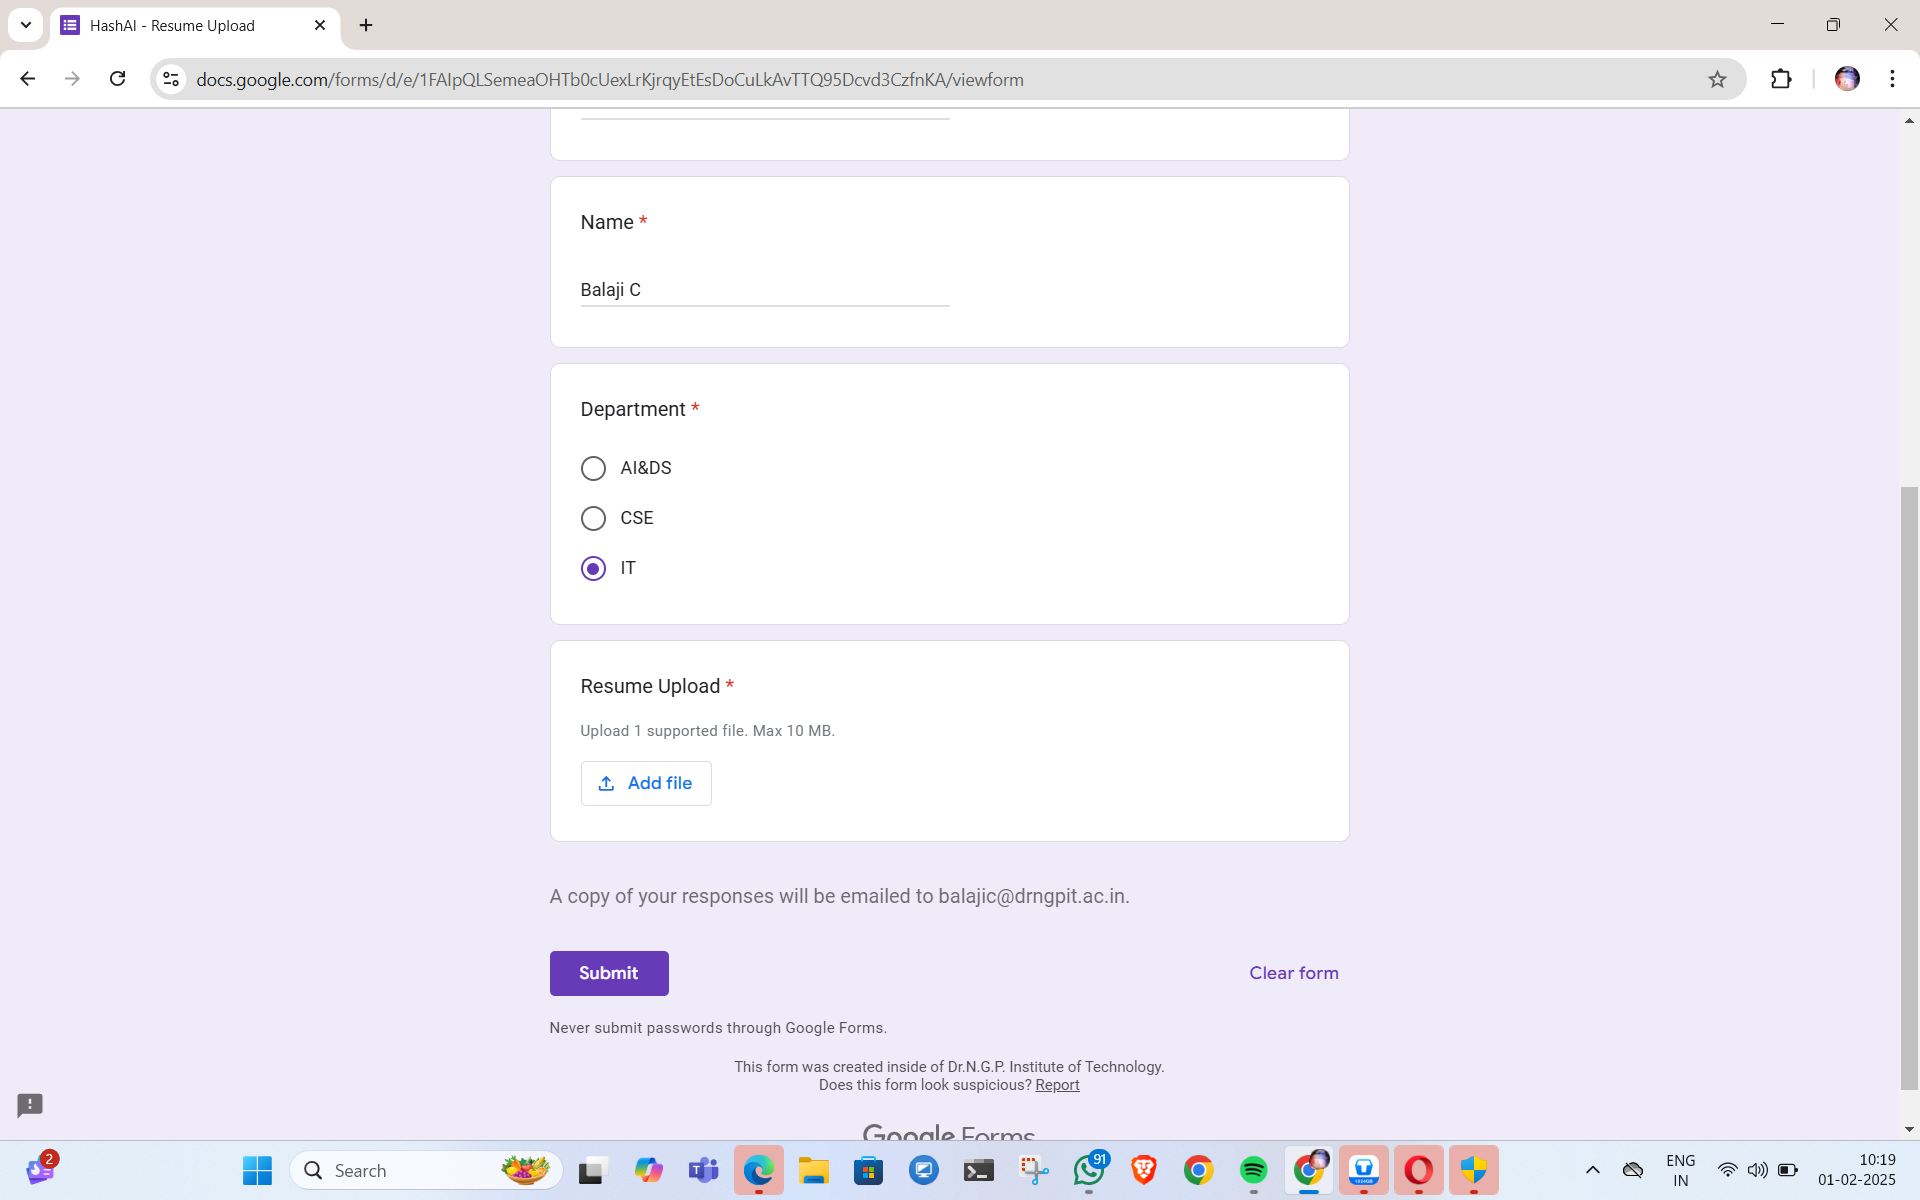 HashAI - Resume Upload
docs.google.com/forms/d/e/1FAIpQLSemeaOHTb0cUexLrKjrqyEtEsDoCuLkAvTTQ95Dcvd3CzfnKA/viewform
Name *
Balaji C
Department *
AI&DS
CSE
IT
Resume Upload *
Upload 1 supported file. Max 10 MB.
Add file
A copy of your responses will be emailed to balajic@drngpit.ac.in.
Submit
Clear form
Never submit passwords through Google Forms.
This form was created inside of Dr.N.G.P. Institute of Technology.
Does this form look suspicious? Report
Google Forms
2
Search
91
ENG
IN
10:19
01-02-2025